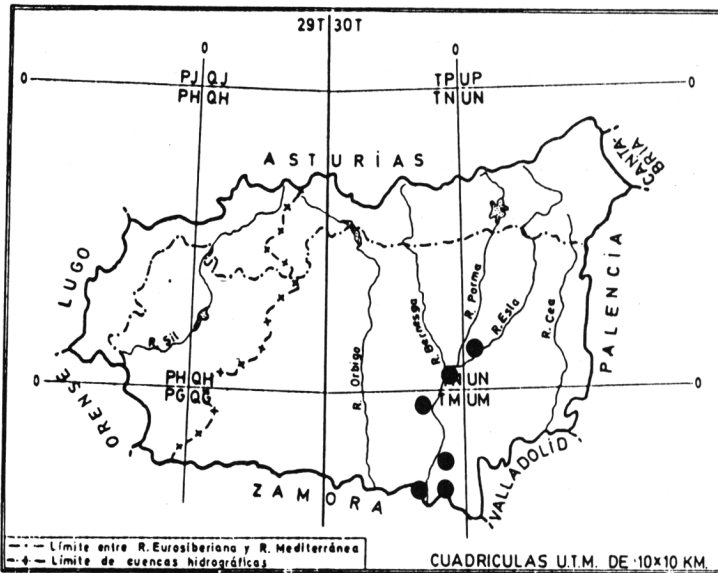 29T 30T
0 0
0 PJ QJ TP UP 0
PH QH TN UN
ASTURÍAS
CANTABRIA
LUGO
PALENCIA
R. Sil
R. Orbigo
R. Bernesga
R. Porma
R. Esla
R. Cea
ORENSE
0 PH QH UN 0
PG QG TM UM
ZAMORA
VALLADOLID
Límite entre R. Eurosiberiana y R. Mediterránea
Límite de cuencas hidrográficas
CUADRICULAS U.T.M. DE 10×10 KM.